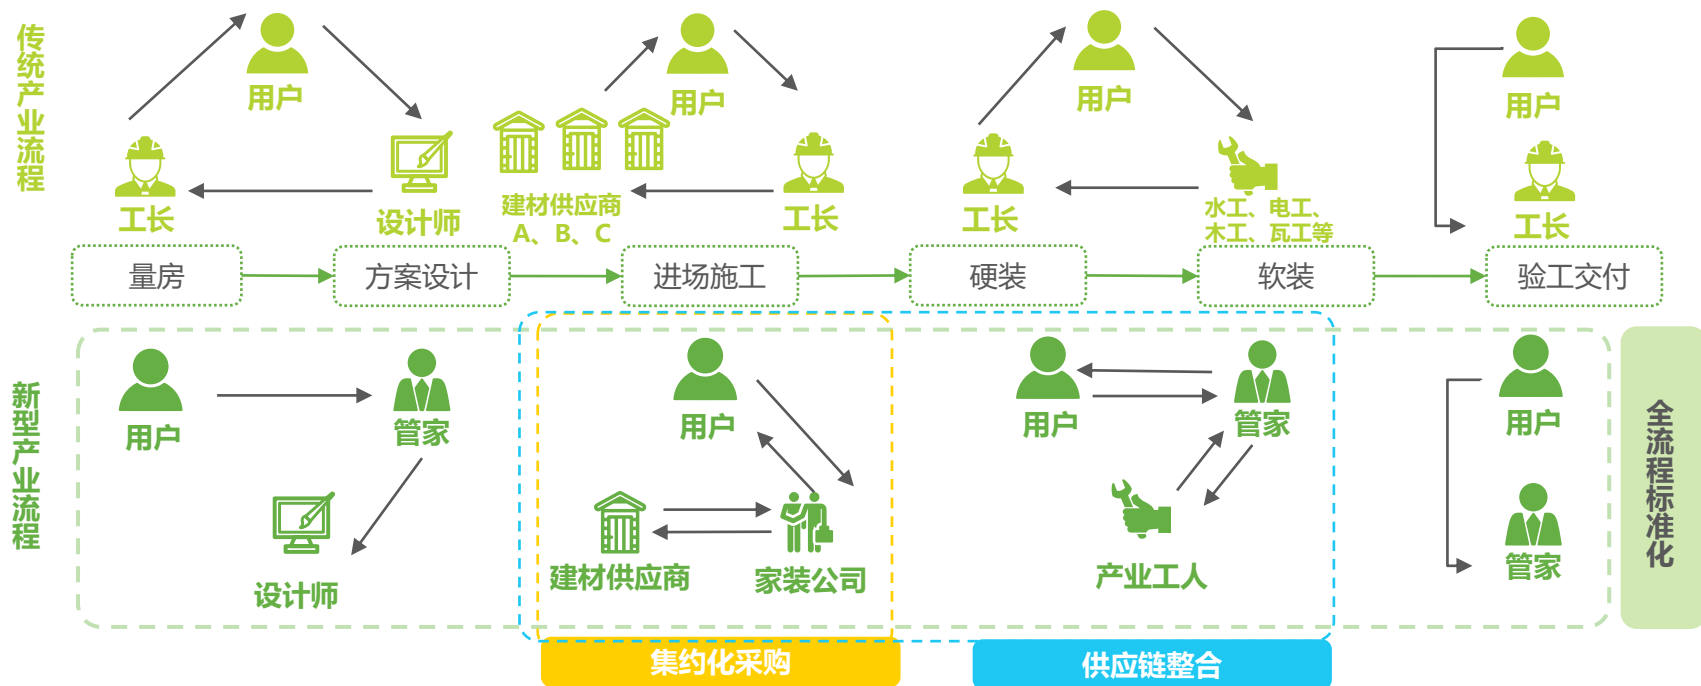 传统产业流程
用户
用户
用户
用户
工长
设计师
建材供应商
A、B、C
工长
工长
水工、电工、
木工、瓦工等
工长
量房
方案设计
进场施工
硬装
软装
验工交付
新型产业流程
用户
管家
设计师
用户
建材供应商
家装公司
用户
管家
产业工人
用户
管家
全流程标准化
集约化采购
供应链整合